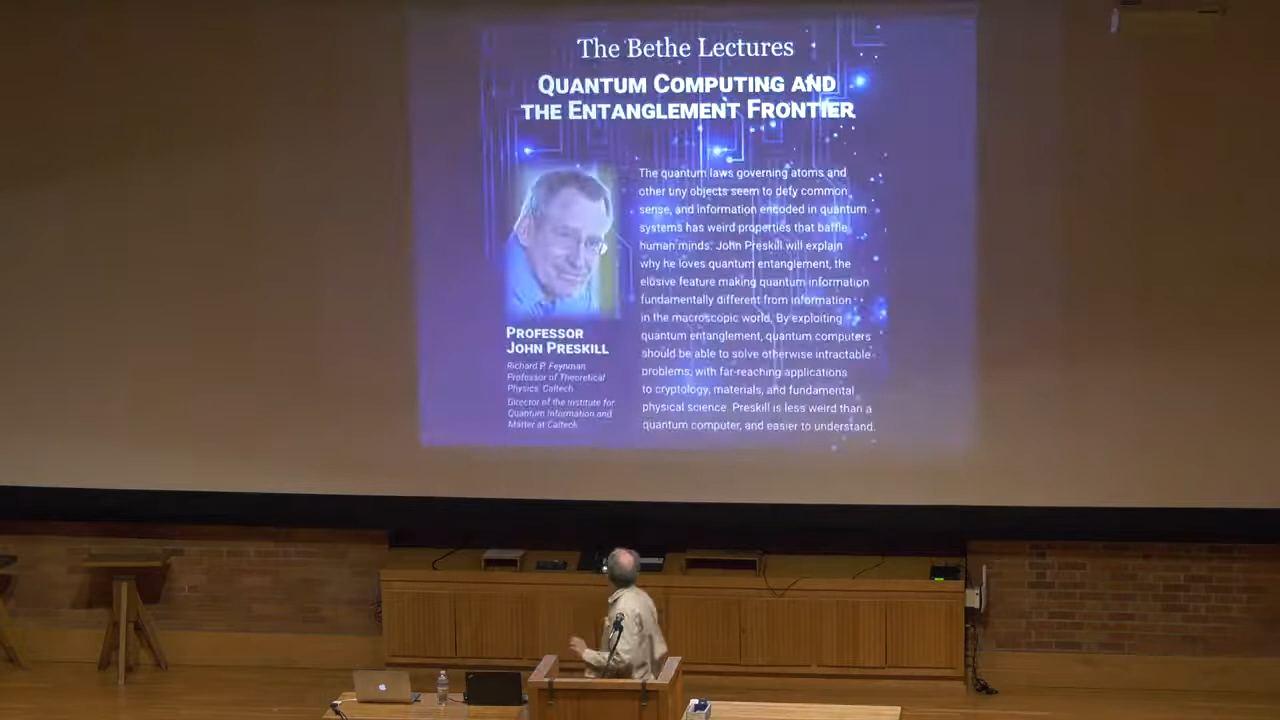 The Bethe Lectures
QUANTUM COMPUTING AND
THE ENTANGLEMENT FRONTIER
PROFESSOR
JOHN PRESKILL
Richard P. Feynman
Professor of Theoretical
Physics, Caltech
Director of the Institute for
Quantum Information and
Matter at Caltech
The quantum laws governing atoms and
other tiny objects seem to defy common
sense, and information encoded in quantum
systems has weird properties that baffle
human minds. John Preskill will explain
why he loves quantum entanglement, the
elusive feature making quantum information
fundamentally different from information
in the macroscopic world. By exploiting
quantum entanglement, quantum computers
should be able to solve otherwise intractable
problems, with far-reaching applications
to cryptology, materials, and fundamental
physical science. Preskill is less weird than a
quantum computer, and easier to understand.